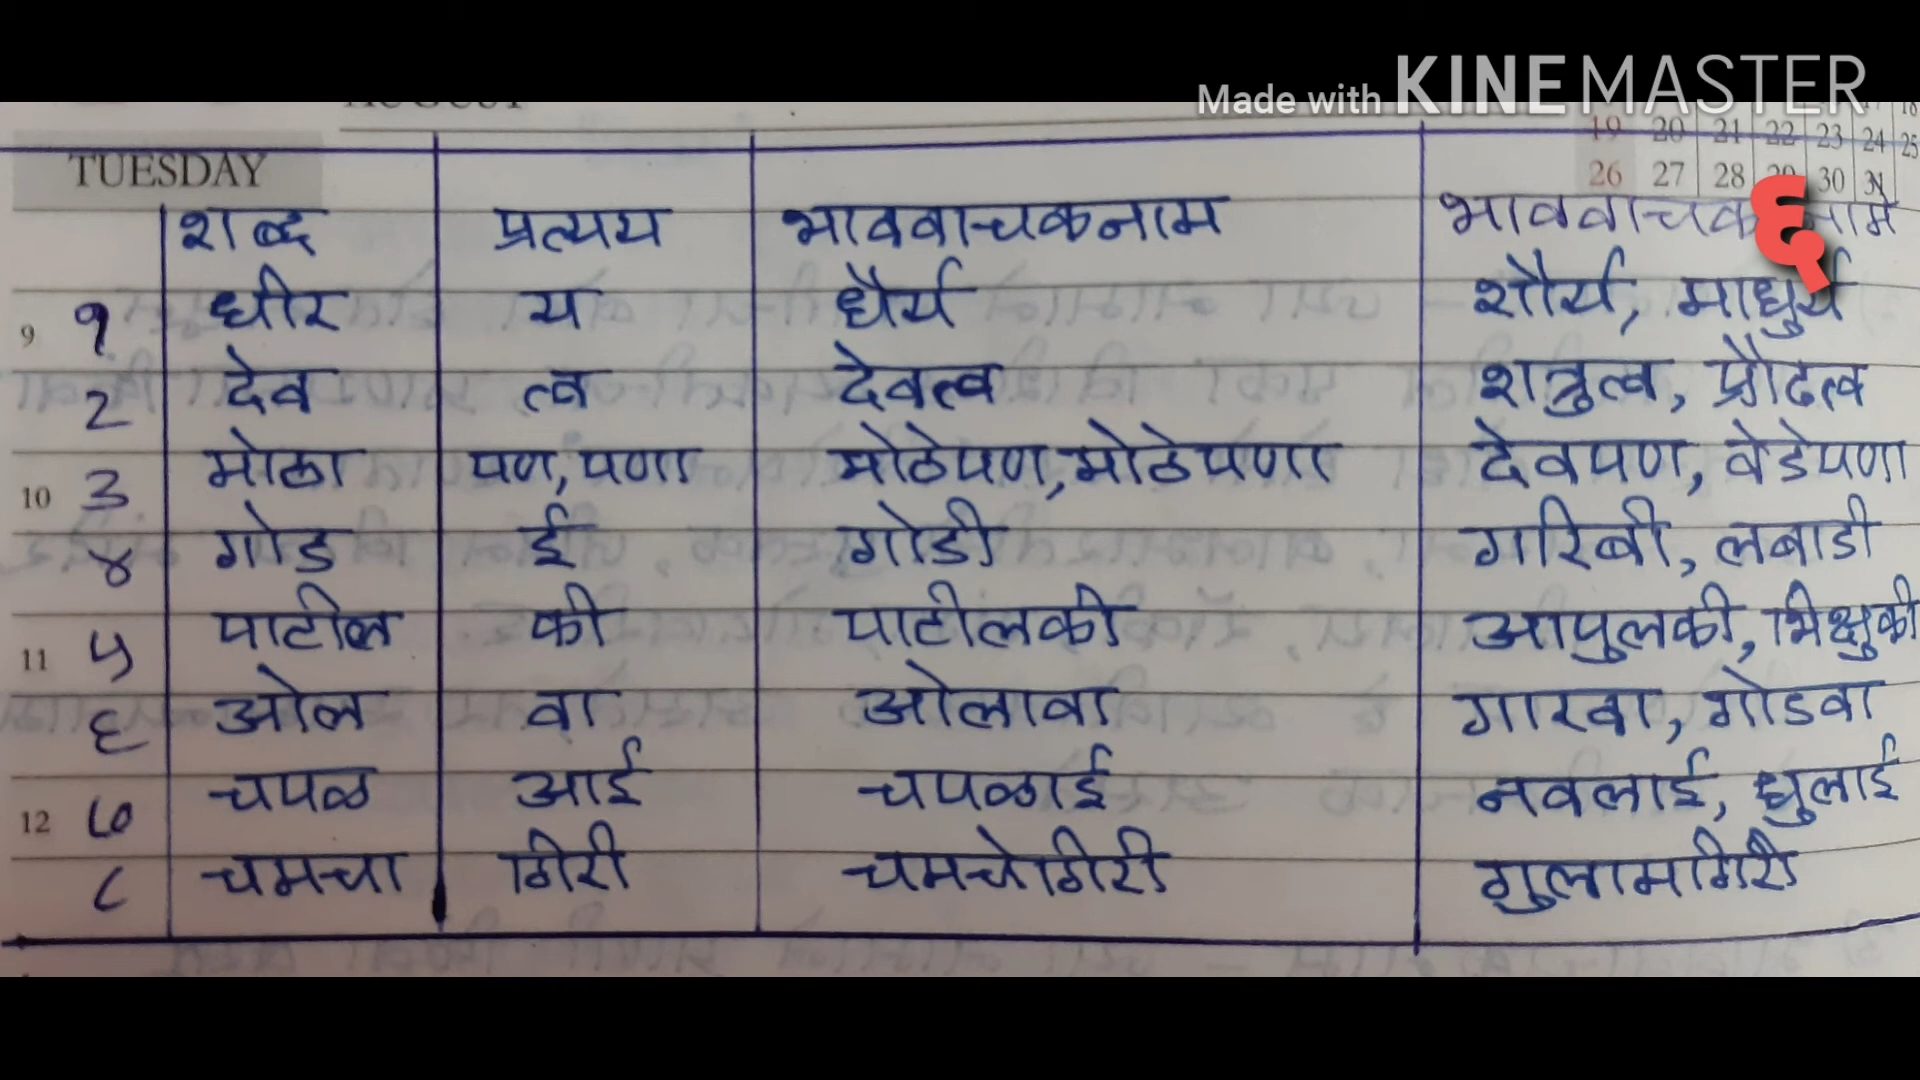 Made with KINEMASTER
19 20 21 22 23 24 25
TUESDAY 26 27 28 30 31
६
शब्द प्रत्यय भाववाचकनाम भाववाचकनाम
9 १ धीर य धैर्य शौर्य, माधुर्य
2 देव त्व देवत्व शत्रुत्व, प्रौढत्व
10 3 मोठा पण, पणा मोठेपण, मोठेपणा देवपण, वेडेपणा
४ गोड ई गोडी गरिबी, लबाडी
11 ५ पाटील की पाटीलकी आपुलकी, भिक्षुकी
६ ओल वा ओलावा गारवा, गोडवा
12 ७ चपळ आई चपळाई नवलाई, धुलाई
८ चमचा गिरी चमचेगिरी गुलामगिरी